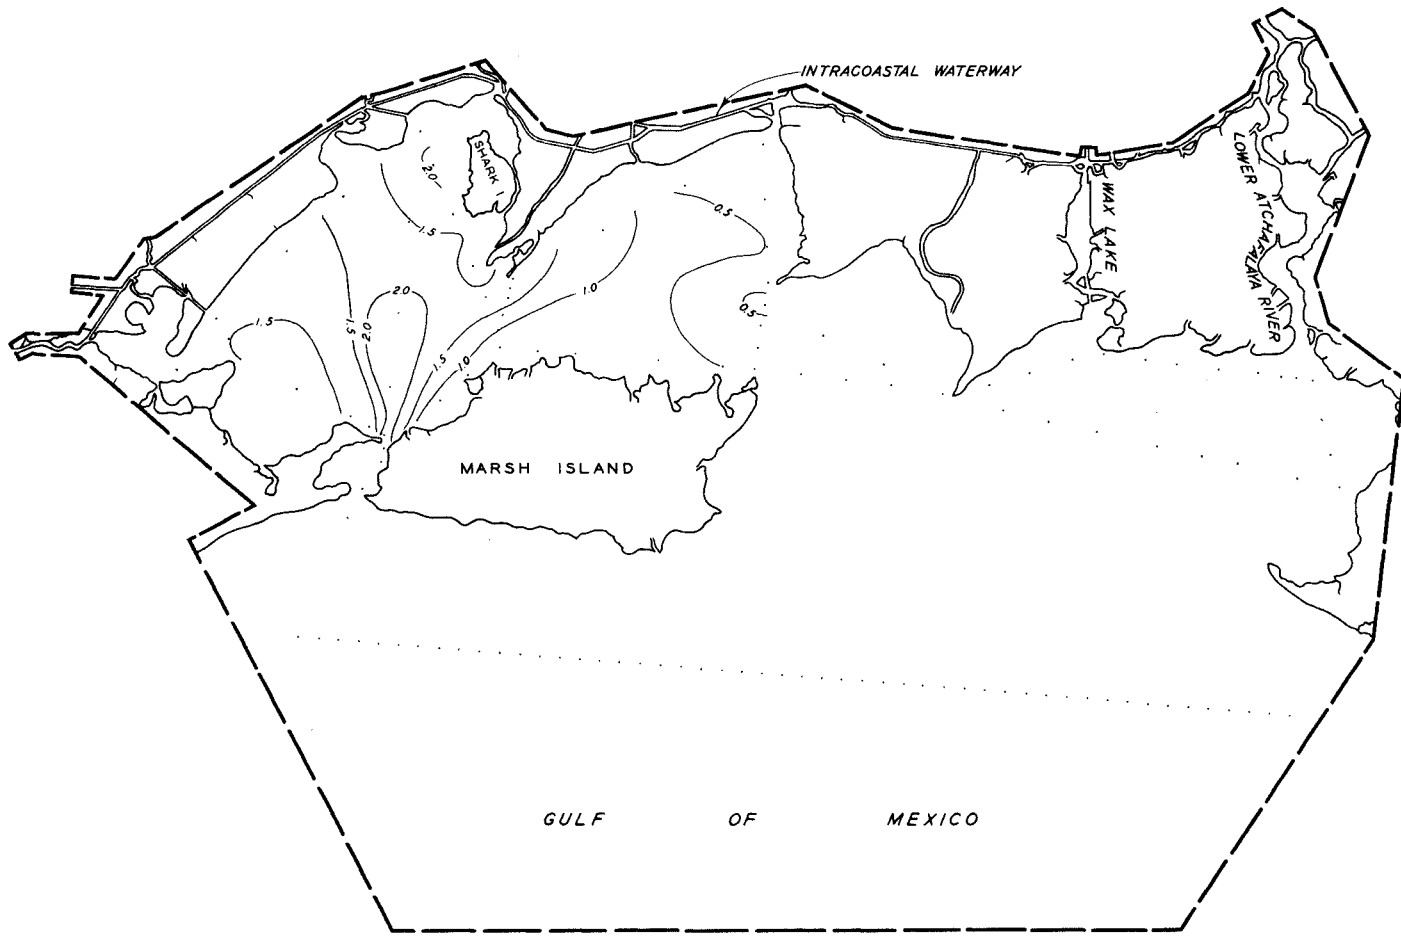 INTRACOASTAL WATERWAY
SHARK I.
2.0
1.5
0.5
LOWER ATCHAFALAYA RIVER
WAX LAKE
2.0
1.0
0.5
1.5
1.5
2.0
1.5
1.0
MARSH ISLAND
GULF OF MEXICO